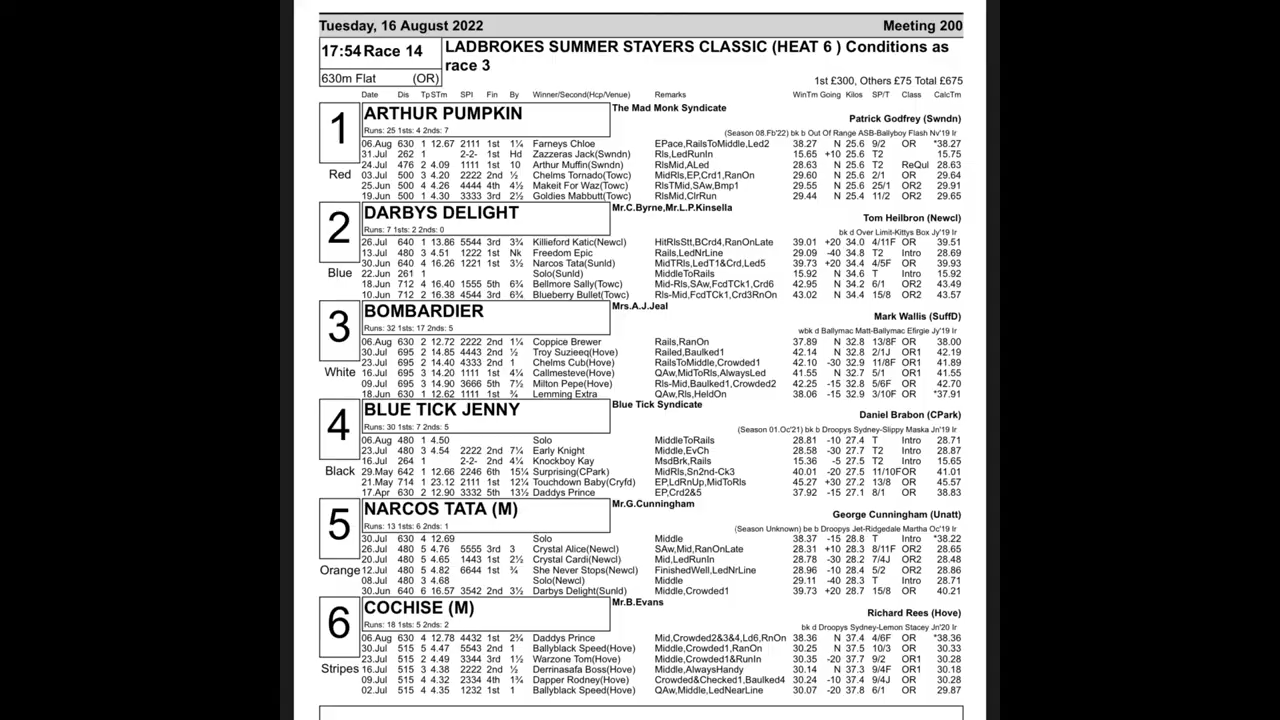 Tuesday, 16 August 2022 Meeting 200
17:54 Race 14 LADBROKES SUMMER STAYERS CLASSIC (HEAT 6 ) Conditions as
race 3
630m Flat (OR) 1st £300, Others £75 Total £675
Date Dis Tp STm SPl Fin By Winner/Second(Hcp/Venue) Remarks WinTm Going Kilos SP/T Class CalcTm
1 ARTHUR PUMPKIN The Mad Monk Syndicate Patrick Godfrey (Swndn)
Runs: 25 1sts: 4 2nds: 7 (Season 08.Fb'22) bk b Out Of Range ASB-Ballyboy Flash Nv'19 Ir
06.Aug 630 1 12.67 2111 1st 1¼ Farneys Chloe EPace,RailsToMiddle,Led2 38.27 N 25.6 9/2 OR *38.27
31.Jul 262 1 2-2- 1st Hd Zazzeras Jack(Swndn) Rls,LedRunIn 15.65 +10 25.6 T2 15.75
24.Jul 476 2 4.09 1111 1st 10 Arthur Muffin(Swndn) RlsMid,ALed 28.63 N 25.6 T2 ReQul 28.63
Red 03.Jul 500 3 4.20 2222 2nd ½ Chelms Tornado(Towc) MidRls,EP,Crd1,RanOn 29.60 N 25.6 2/1 OR 29.64
25.Jun 500 1 4.26 4444 4th 4½ Makeit For Waz(Towc) RlsTMid,SAw,Bmp1 29.55 N 25.6 25/1 OR2 29.91
19.Jun 500 1 4.30 3333 3rd 2½ Goldies Mabbutt(Towc) RlsMid,ClrRun 29.44 N 25.4 11/2 OR2 29.65
2 DARBYS DELIGHT Mr.C.Byrne,Mr.L.P.Kinsella Tom Heilbron (Newcl)
Runs: 7 1sts: 2 2nds: 0 bk d Over Limit-Kittys Box Jy'19 Ir
26.Jul 640 1 13.86 5544 3rd 3¾ Killieford Katic(Newcl) HitRlsStt,BCrd4,RanOnLate 39.01 +20 34.0 4/11F OR 39.51
13.Jul 480 3 4.51 1222 1st Nk Freedom Epic Rails,LedNrLine 29.09 -40 34.8 T2 Intro 28.69
Blue 30.Jun 640 4 16.26 1221 1st 3½ Narcos Tata(Sunld) MidTRls,LedT1&Crd,Led5 39.73 +20 34.4 4/5F OR 39.93
22.Jun 261 1 Solo(Sunld) MiddleToRails 15.92 N 34.6 T Intro 15.92
18.Jun 712 4 16.40 1555 5th 6¾ Bellmore Sally(Towc) Mid-Rls,SAw,FcdTCk1,Crd6 42.95 N 34.2 6/1 OR2 43.49
10.Jun 712 2 16.38 4544 3rd 6¾ Blueberry Bullet(Towc) Rls-Mid,FcdTCk1,Crd3RnOn 43.02 N 34.4 15/8 OR2 43.57
3 BOMBARDIER Mrs.A.J.Jeal Mark Wallis (SuffD)
Runs: 32 1sts: 17 2nds: 5 wbk d Ballymac Matt-Ballymac Efirgie Jy'19 Ir
06.Aug 630 2 12.72 2222 2nd 1¼ Coppice Brewer Rails,RanOn 37.89 N 32.8 13/8F OR 38.00
30.Jul 695 2 14.85 4443 2nd ½ Troy Suzieeq(Hove) Railed,Baulked1 42.14 N 32.8 2/1J OR1 42.19
23.Jul 695 2 14.40 4333 2nd 1 Chelms Cub(Hove) RailsToMiddle,Crowded1 42.10 -30 32.9 11/8F OR1 41.89
White 16.Jul 695 3 14.20 1111 1st 4¼ Callmesteve(Hove) QAw,MidToRls,AlwaysLed 41.55 N 32.7 5/1 OR1 41.55
09.Jul 695 3 14.90 3666 5th 7½ Milton Pepe(Hove) Rls-Mid,Baulked1,Crowded2 42.25 -15 32.8 5/6F OR 42.70
18.Jun 630 1 12.62 1111 1st ¾ Lemming Extra QAw,Rls,HeldOn 38.06 -15 32.9 3/10F OR *37.91
4 BLUE TICK JENNY Blue Tick Syndicate Daniel Brabon (CPark)
Runs: 30 1sts: 7 2nds: 5 (Season 01.Oc'21) bk b Droopys Sydney-Slippy Maska Jn'19 Ir
06.Aug 480 1 4.50 Solo MiddleToRails 28.81 -10 27.4 T Intro 28.71
23.Jul 480 3 4.54 2222 2nd 7¼ Early Knight Middle,EvCh 28.58 -30 27.7 T2 Intro 28.87
16.Jul 264 1 2-2- 2nd 4¼ Knockboy Kay MsdBrk,Rails 15.36 -5 27.5 T2 Intro 15.65
Black 29.May 642 1 12.66 2246 6th 15¼ Surprising(CPark) MidRls,Sn2nd-Ck3 40.01 -20 27.5 11/10F OR 41.01
21.May 714 1 23.12 2111 1st 12¼ Touchdown Baby(Cryfd) EP,LdRnUp,MidToRls 45.27 +30 27.2 13/8 OR 45.57
17.Apr 630 2 12.90 3332 5th 13½ Daddys Prince EP,Crd2&5 37.92 -15 27.1 8/1 OR 38.83
5 NARCOS TATA (M) Mr.G.Cunningham George Cunningham (Unatt)
Runs: 13 1sts: 6 2nds: 1 (Season Unknown) be b Droopys Jet-Ridgedale Martha Oc'19 Ir
30.Jul 630 4 12.69 Solo Middle 38.37 -15 28.8 T Intro *38.22
26.Jul 480 5 4.76 5555 3rd 3 Crystal Alice(Newcl) SAw,Mid,RanOnLate 28.31 +10 28.3 8/11F OR2 28.65
20.Jul 480 5 4.65 1443 1st 2½ Crystal Cardi(Newcl) Mid,LedRunIn 28.78 -30 28.2 7/4J OR2 28.48
Orange 12.Jul 480 5 4.82 6644 1st ¾ She Never Stops(Newcl) FinishedWell,LedNrLine 28.96 -10 28.4 5/2 OR2 28.86
08.Jul 480 3 4.68 Solo(Newcl) Middle 29.11 -40 28.3 T Intro 28.71
30.Jun 640 6 16.57 3542 2nd 3½ Darbys Delight(Sunld) Middle,Crowded1 39.73 +20 28.7 15/8 OR 40.21
6 COCHISE (M) Mr.B.Evans Richard Rees (Hove)
Runs: 18 1sts: 5 2nds: 2 bk d Droopys Sydney-Lemon Stacey Jn'20 Ir
06.Aug 630 4 12.78 4432 1st 2¾ Daddys Prince Mid,Crowded2&3&4,Ld6,RnOn 38.36 N 37.4 4/6F OR *38.36
30.Jul 515 5 4.47 5543 2nd 1 Ballyblack Speed(Hove) Middle,Crowded1,RanOn 30.25 N 37.5 10/3 OR 30.33
23.Jul 515 2 4.49 3344 3rd 1½ Warzone Tom(Hove) Middle,Crowded1&RunIn 30.35 -20 37.7 9/2 OR1 30.28
Stripes 16.Jul 515 3 4.38 2222 2nd ½ Derrinasafa Boss(Hove) Middle,AlwaysHandy 30.14 N 37.3 9/4F OR1 30.18
09.Jul 515 4 4.32 2334 4th 1¾ Dapper Rodney(Hove) Crowded&Checked1,Baulked4 30.24 -10 37.4 9/4J OR 30.28
02.Jul 515 4 4.35 1232 1st 1 Ballyblack Speed(Hove) QAw,Middle,LedNearLine 30.07 -20 37.8 6/1 OR 29.87